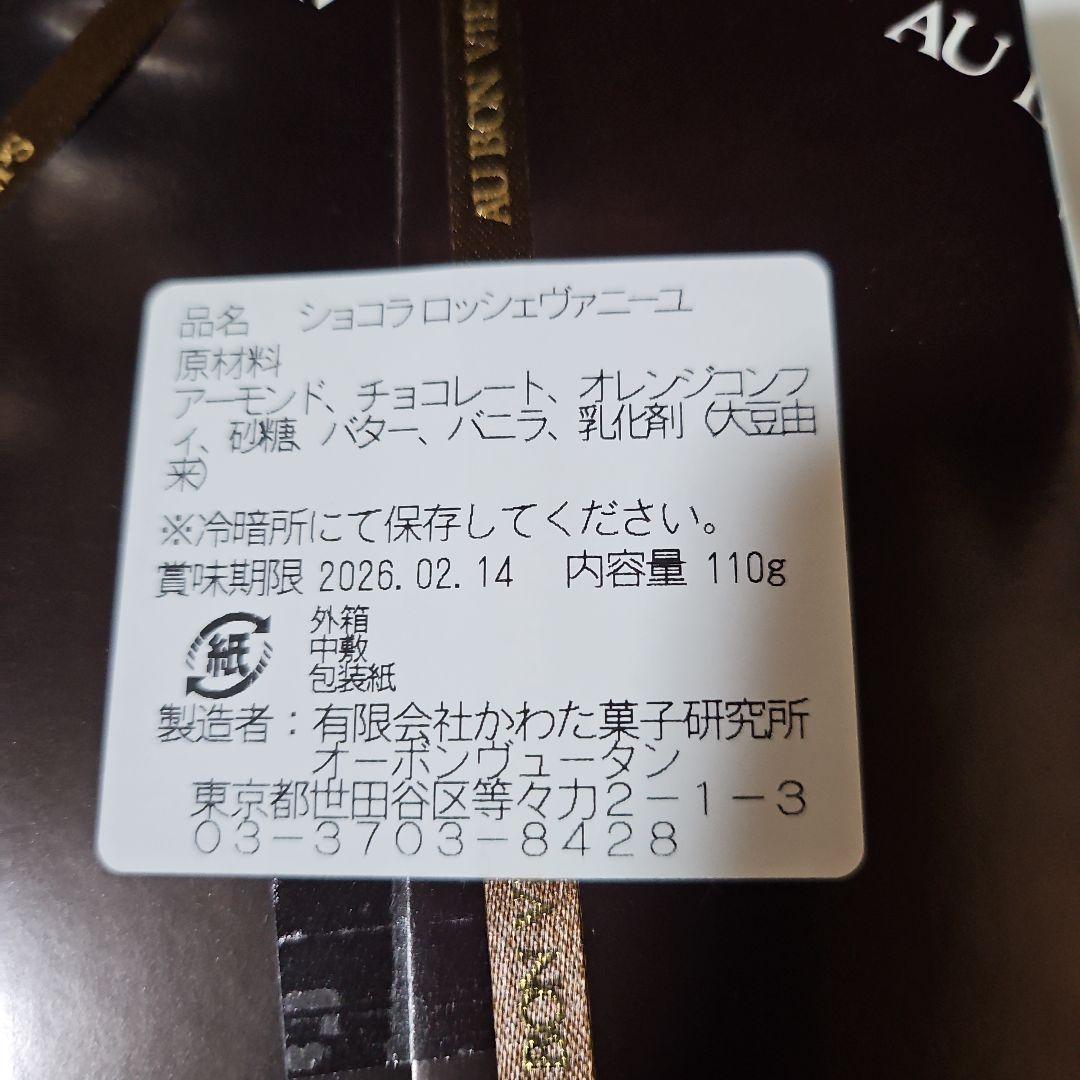 AU BON VIE
AU
品名 ショコラ ロッシェヴァニーユ
原材料
アーモンド、チョコレート、オレンジコンフ
ィ、砂糖、バター、バニラ、乳化剤（大豆由
来）
※冷暗所にて保存してください。
賞味期限 2026.02.14 内容量 110g
紙
外箱
中敷
包装紙
製造者：有限会社かわた菓子研究所
オーボンヴュータン
東京都世田谷区等々力2－1－3
03－3703－8428